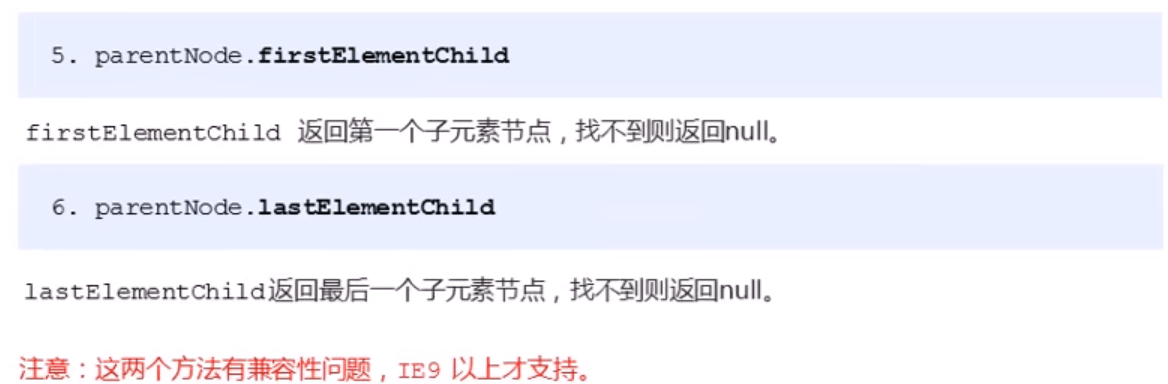 5. parentNode.firstElementChild
firstElementChild 返回第一个子元素节点，找不到则返回null。
6. parentNode.lastElementChild
lastElementChild返回最后一个子元素节点，找不到则返回null。
注意：这两个方法有兼容性问题，IE9 以上才支持。